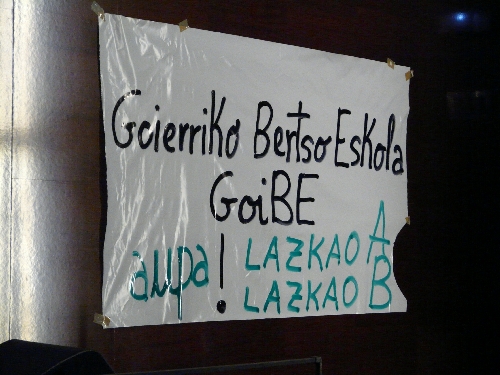 Goierriko Bertso Eskola
GoiBE
aupa! LAZKAO A
LAZKAO B